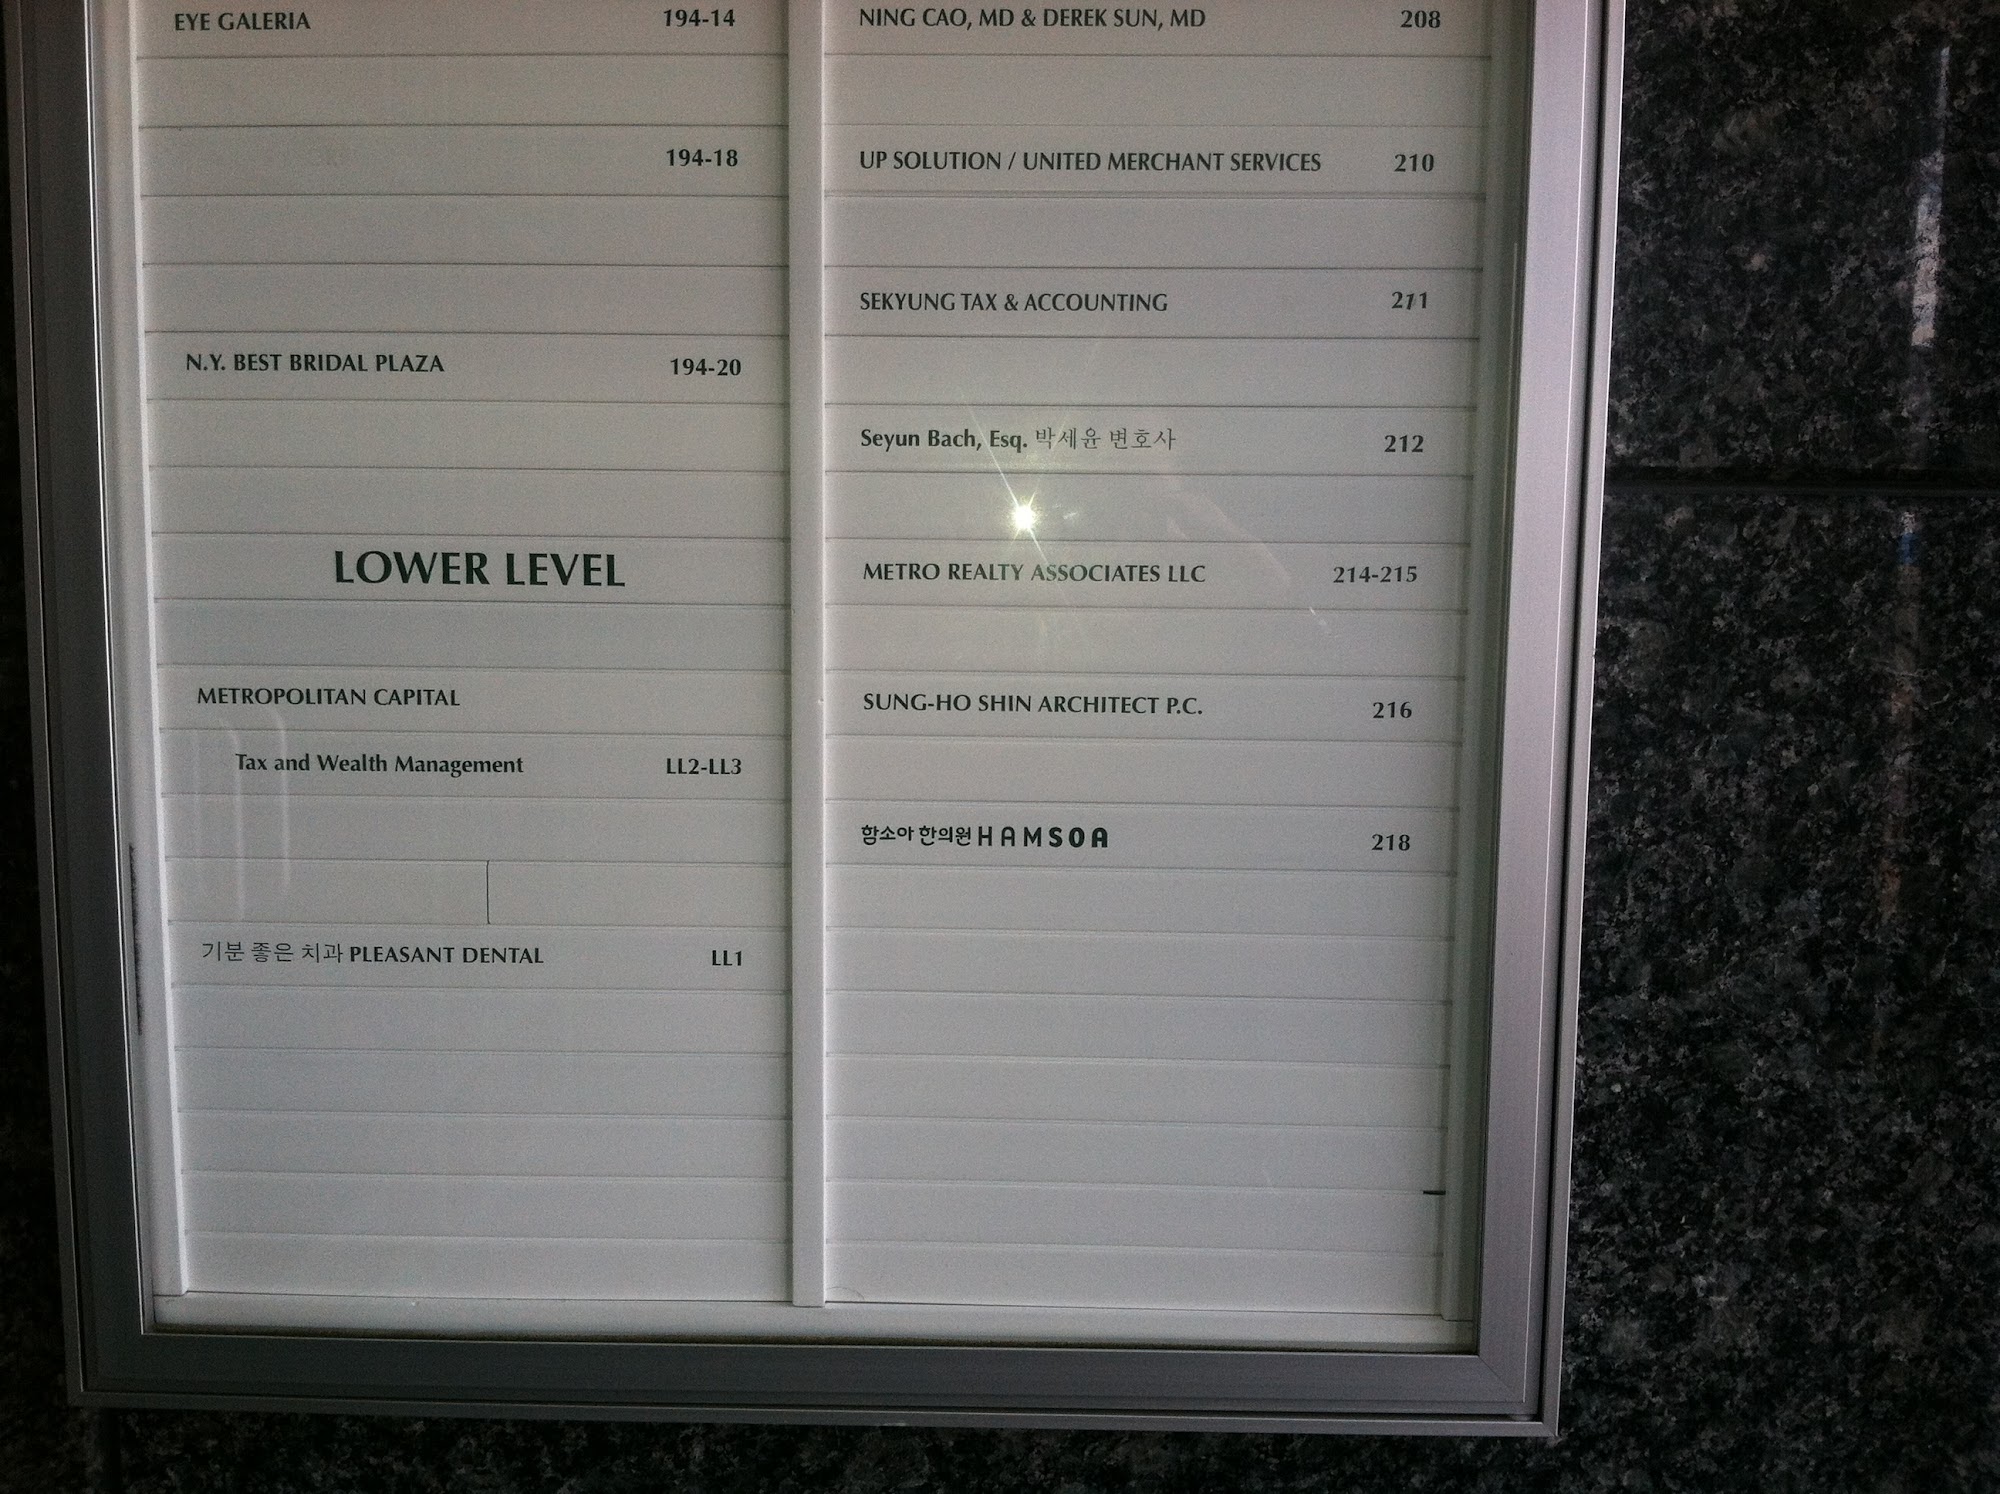 EYE GALERIA 194-14
194-18
N.Y. BEST BRIDAL PLAZA 194-20
LOWER LEVEL
METROPOLITAN CAPITAL
Tax and Wealth Management LL2-LL3
기분 좋은 치과 PLEASANT DENTAL LL1
NING CAO, MD & DEREK SUN, MD 208
UP SOLUTION / UNITED MERCHANT SERVICES 210
SEKYUNG TAX & ACCOUNTING 211
Seyun Bach, Esq. 박세윤 변호사 212
METRO REALTY ASSOCIATES LLC 214-215
SUNG-HO SHIN ARCHITECT P.C. 216
함소아 한의원 HAMSOA 218